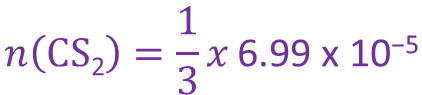 n(CS₂) = 1/3 x 6.99 x 10⁻⁵